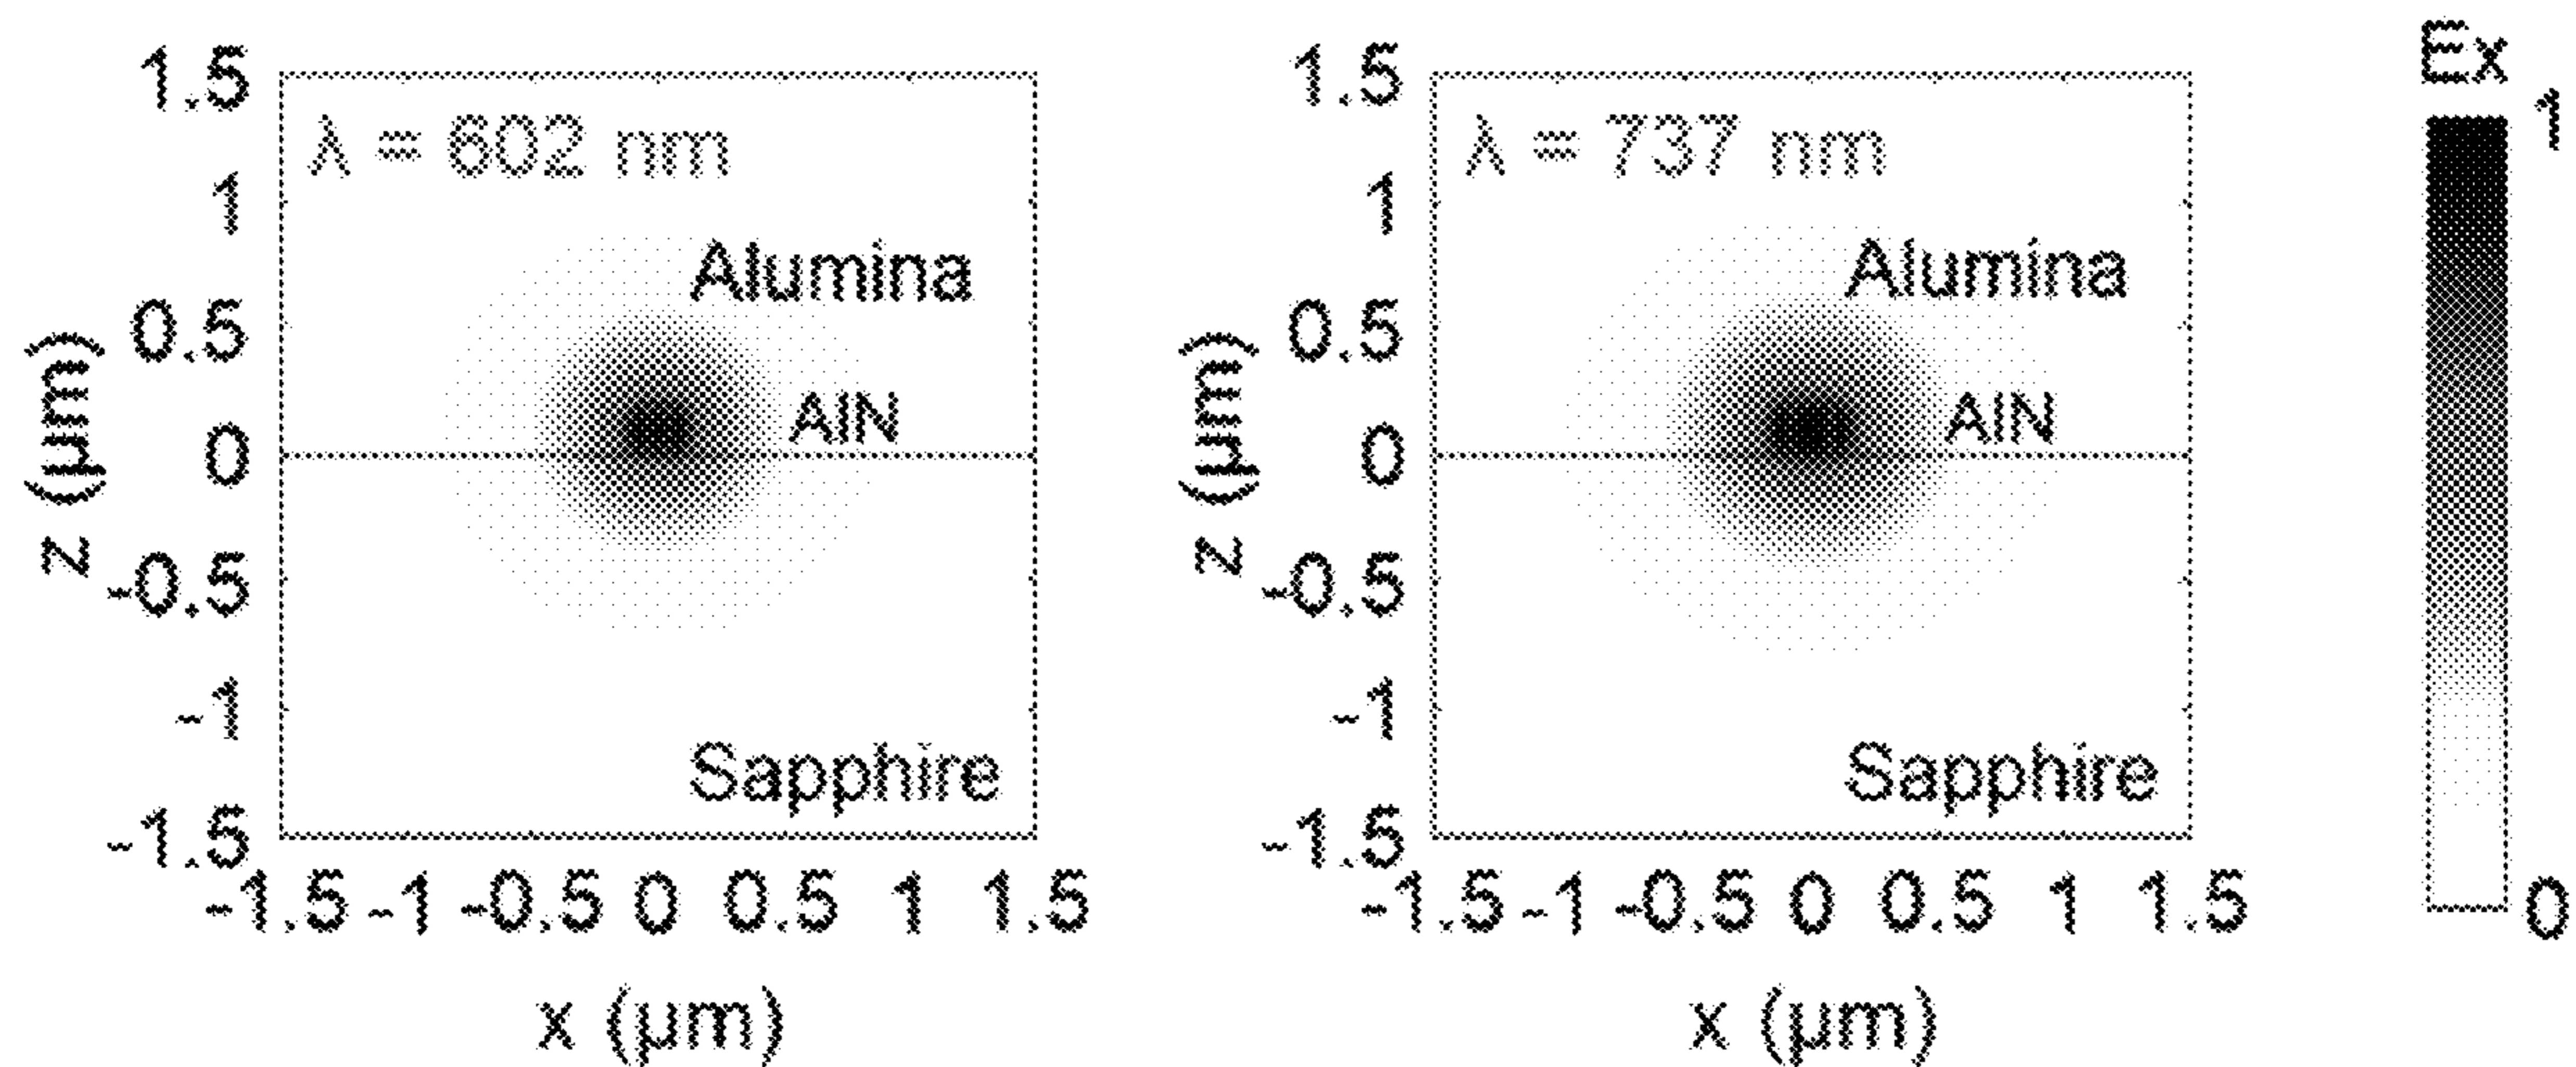 Ex
1.5 1.5 1
λ = 602 nm λ = 737 nm
1 1
Alumina Alumina
0.5 0.5
AlN AlN
z (μm) 0 z (μm) 0
-0.5 -0.5
-1 -1
Sapphire Sapphire
-1.5 -1.5
-1.5 -1 -0.5 0 0.5 1 1.5 -1.5 -1 -0.5 0 0.5 1 1.5 0
x (μm) x (μm)